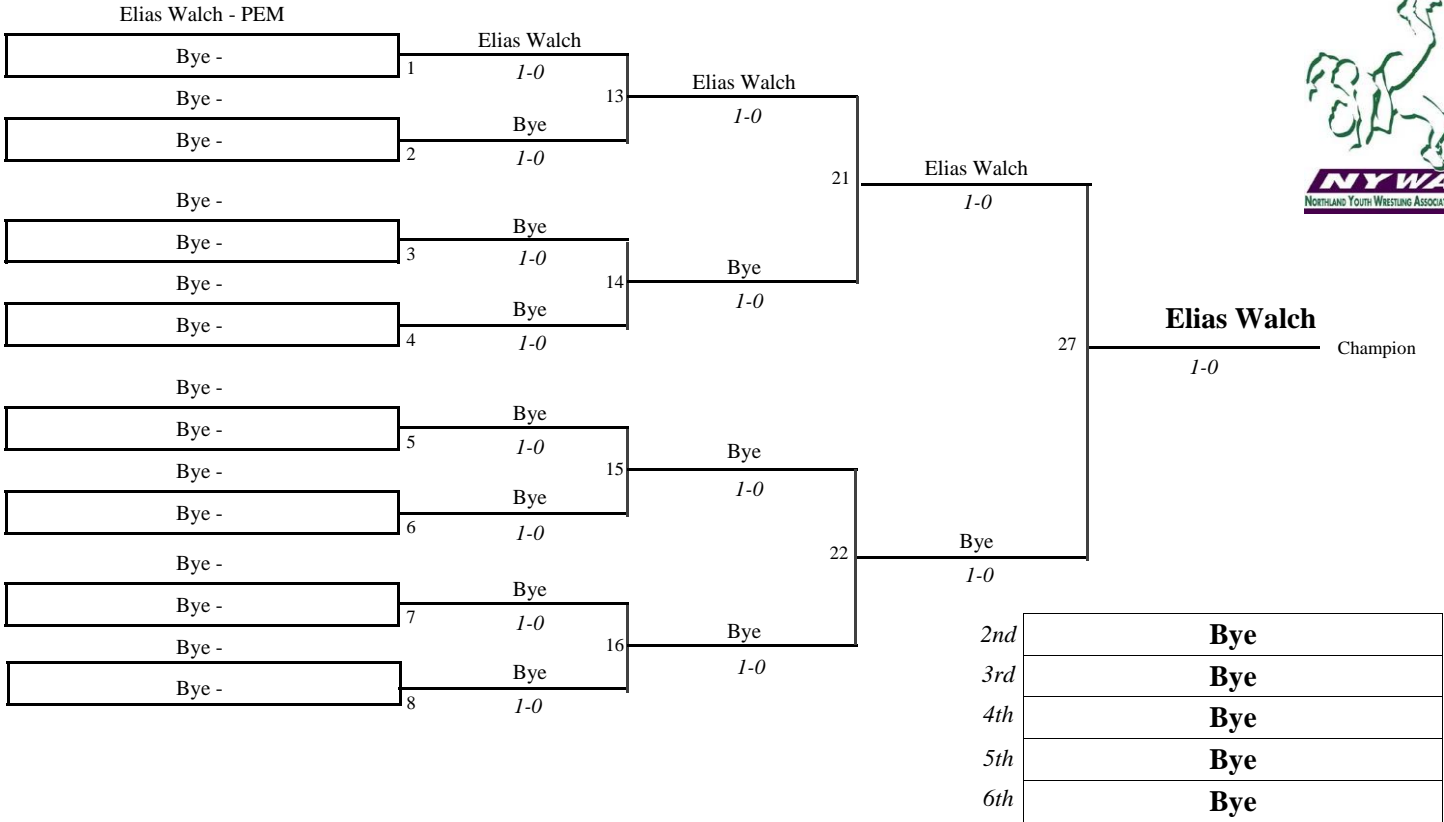 Elias Walch - PEM
Bye -
1
Elias Walch
1-0
Bye -
Bye -
2
Bye
1-0
13
Elias Walch
1-0
Bye -
Bye -
3
Bye
1-0
Bye -
Bye -
4
Bye
1-0
14
Bye
1-0
21
Elias Walch
1-0
Bye -
Bye -
5
Bye
1-0
Bye -
Bye -
6
Bye
1-0
15
Bye
1-0
Bye -
Bye -
7
Bye
1-0
Bye -
Bye -
8
Bye
1-0
16
Bye
1-0
22
Bye
1-0
27
Elias Walch
1-0
Champion
NYWA
NORTHLAND YOUTH WRESTLING
2nd Bye
3rd Bye
4th Bye
5th Bye
6th Bye